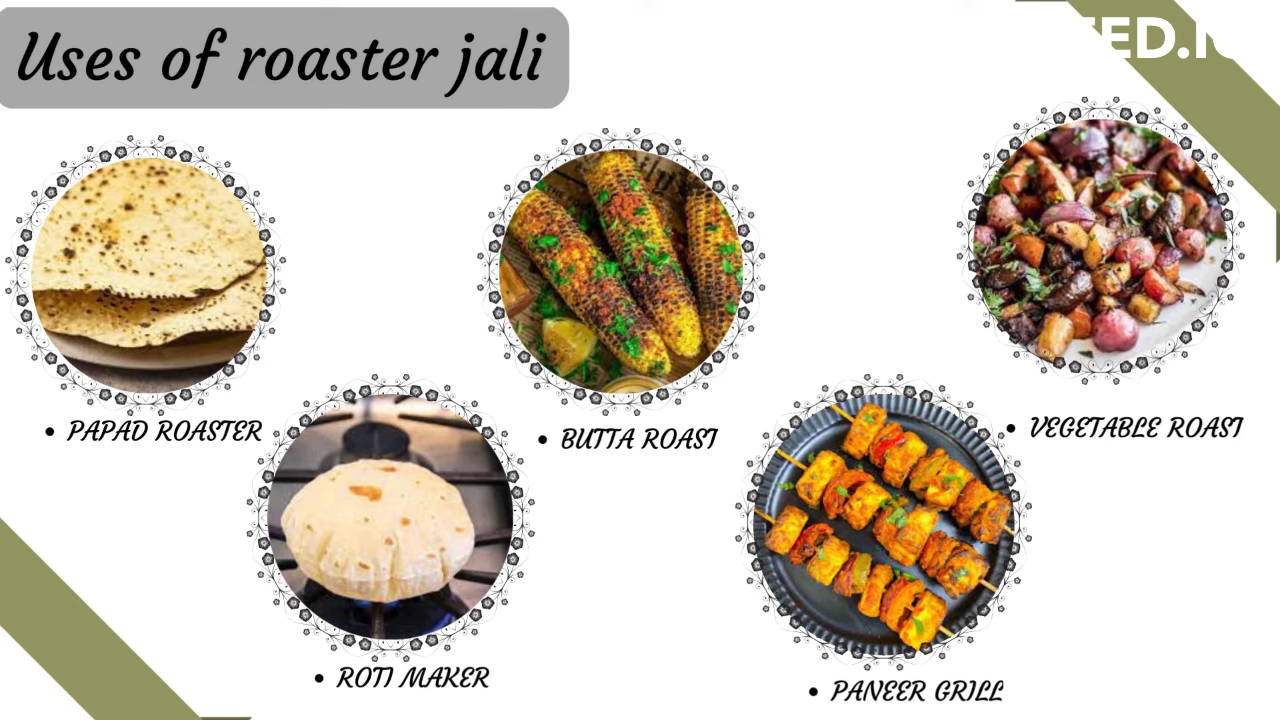 Uses of roaster jali
• PAPAD ROASTER
• BUTTA ROAST
• VEGETABLE ROAST
• ROTI MAKER
• PANEER GRILL